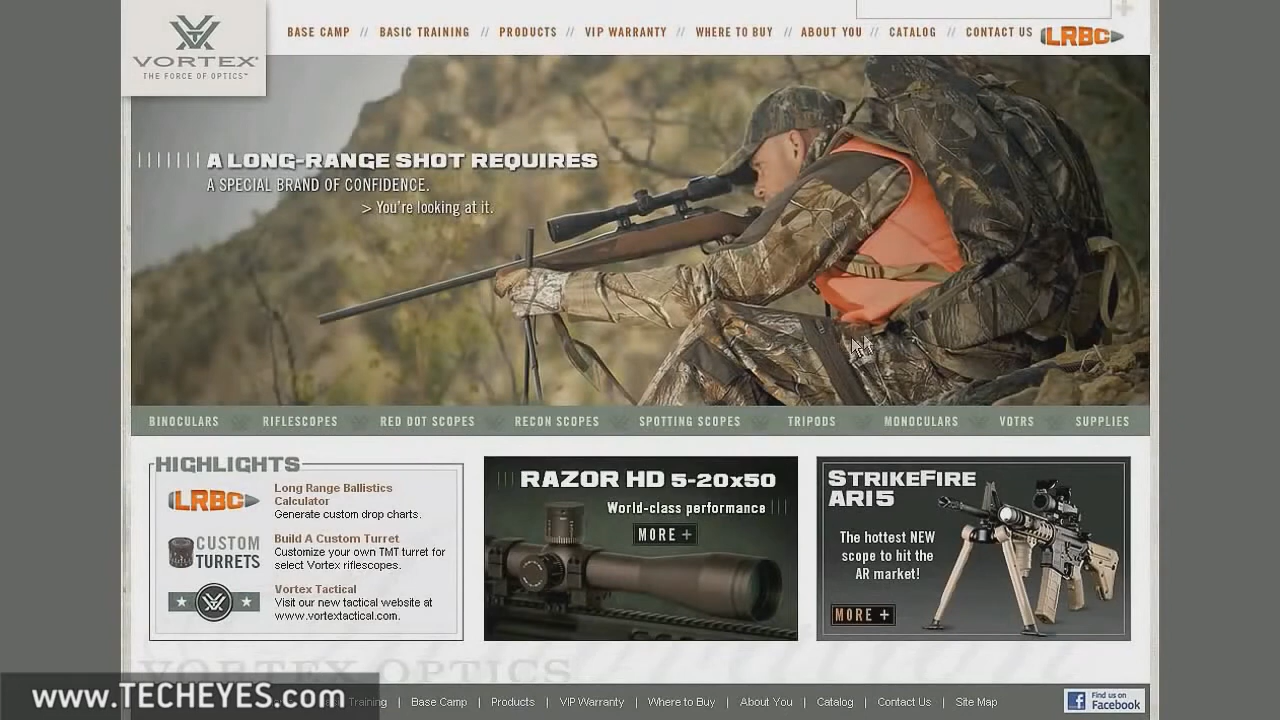 VORTEX®
THE FORCE OF OPTICS™
BASE CAMP // BASIC TRAINING // PRODUCTS // VIP WARRANTY // WHERE TO BUY // ABOUT YOU // CATALOG // CONTACT US LRBC
A LONG-RANGE SHOT REQUIRES
A SPECIAL BRAND OF CONFIDENCE.
> You're looking at it.
BINOCULARS RIFLESCOPES RED DOT SCOPES RECON SCOPES SPOTTING SCOPES TRIPODS MONOCULARS VOTRS SUPPLIES
HIGHLIGHTS
LRBC
Long Range Ballistics
Calculator
Generate custom drop charts.
CUSTOM
TURRETS
Build A Custom Turret
Customize your own TMT turret for
select Vortex riflescopes.
Vortex Tactical
Visit our new tactical website at
www.vortextactical.com.
RAZOR HD 5-20x50
World-class performance
MORE +
STRIKEFIRE
AR15
The hottest NEW
scope to hit the
AR market!
MORE +
VORTEX OPTICS
www.TECHEYES.com
Training | Base Camp | Products | VIP Warranty | Where to Buy | About You | Catalog | Contact Us | Site Map
Find us on
Facebook